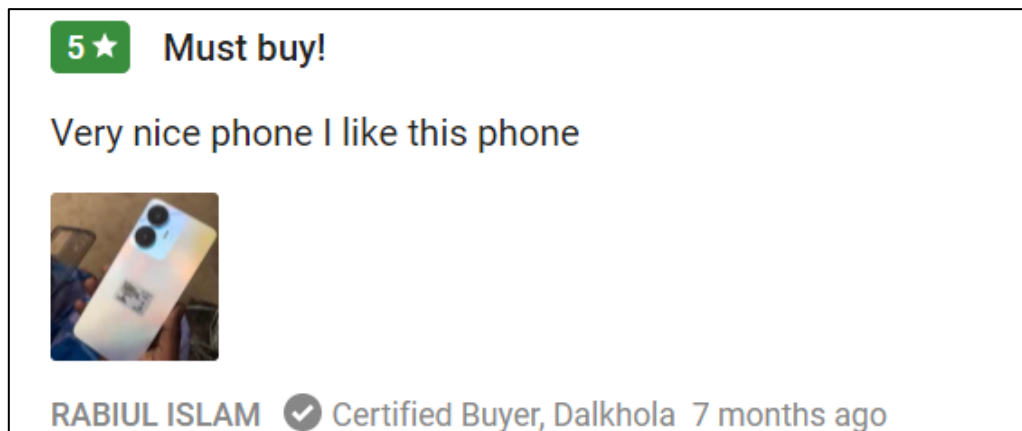 5★ Must buy!
Very nice phone I like this phone
RABIUL ISLAM Certified Buyer, Dalkhola 7 months ago